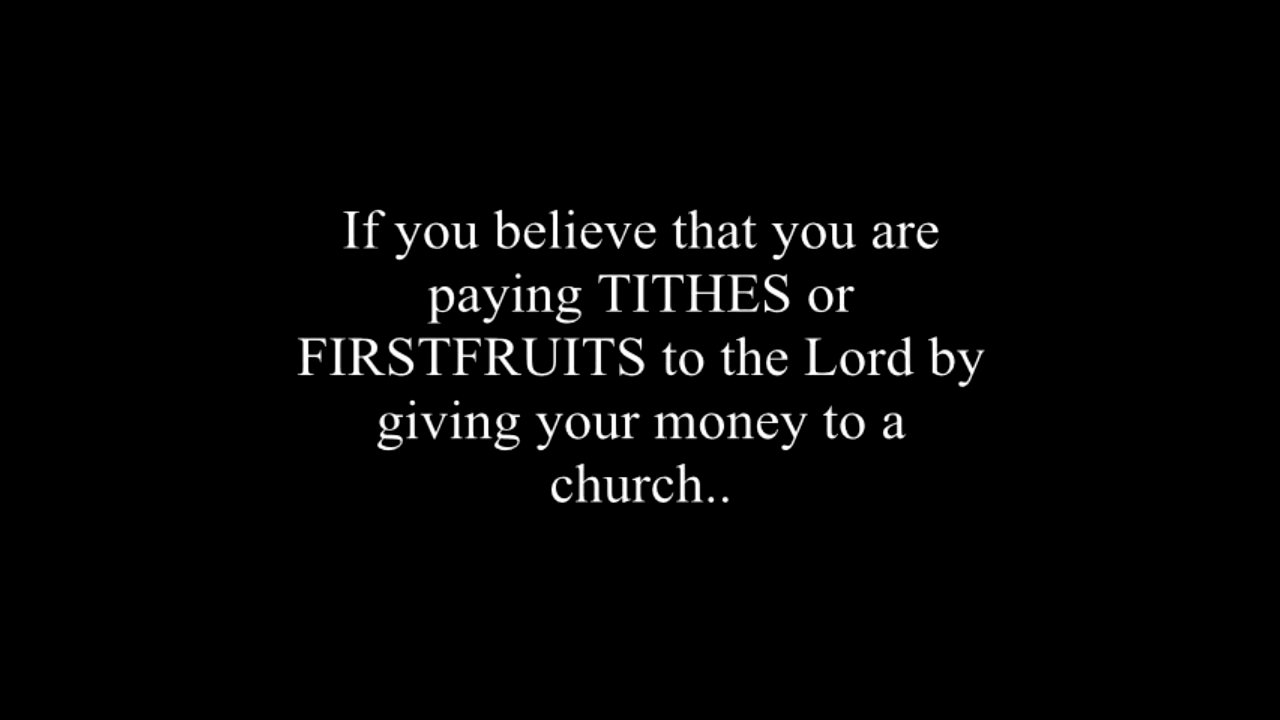 If you believe that you are
paying TITHES or
FIRSTFRUITS to the Lord by
giving your money to a
church..